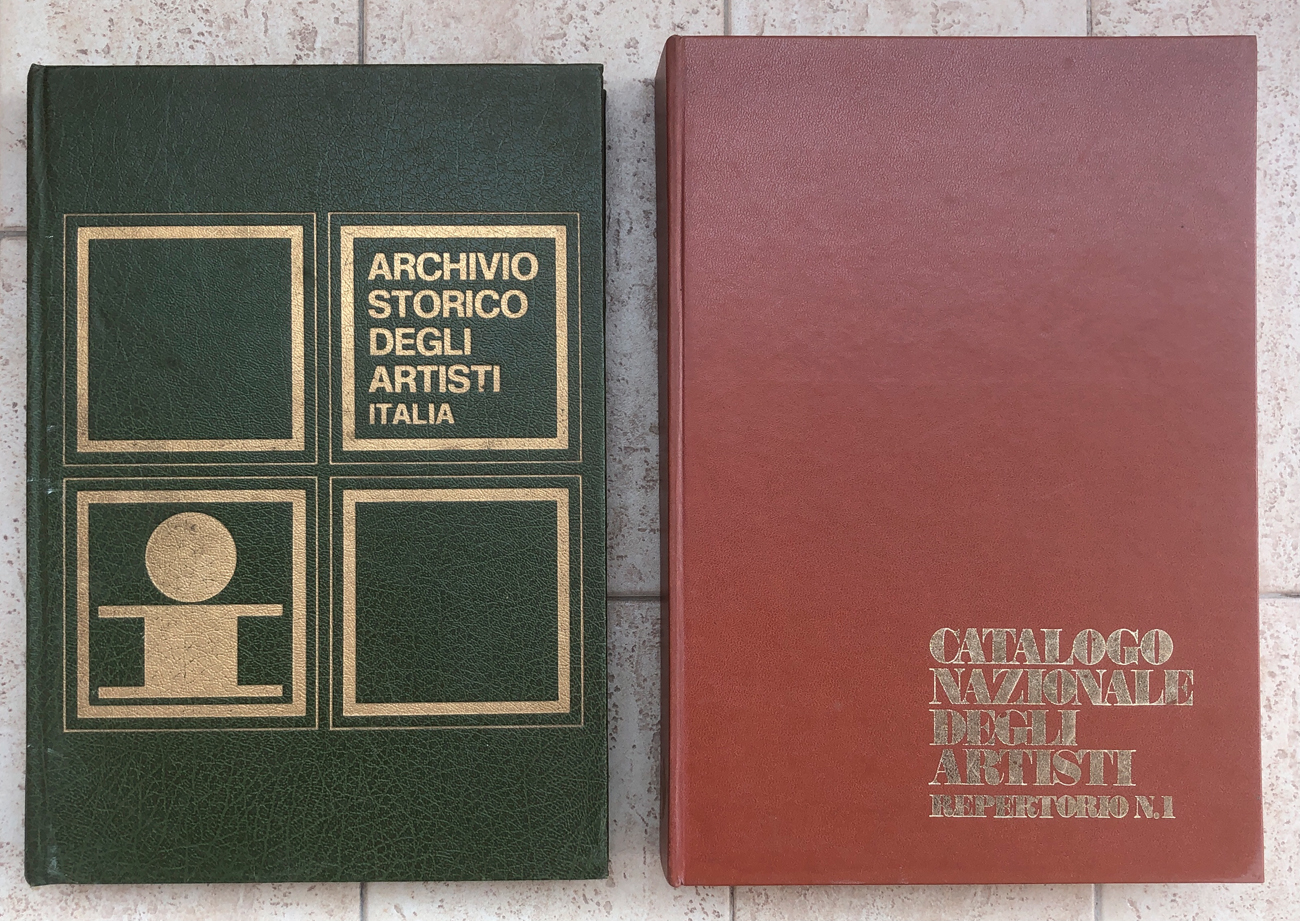 ARCHIVIO
STORICO
DEGLI
ARTISTI
ITALIA
CATALOGO
NAZIONALE
DEGLI
ARTISTI
REPERTORIO N.1